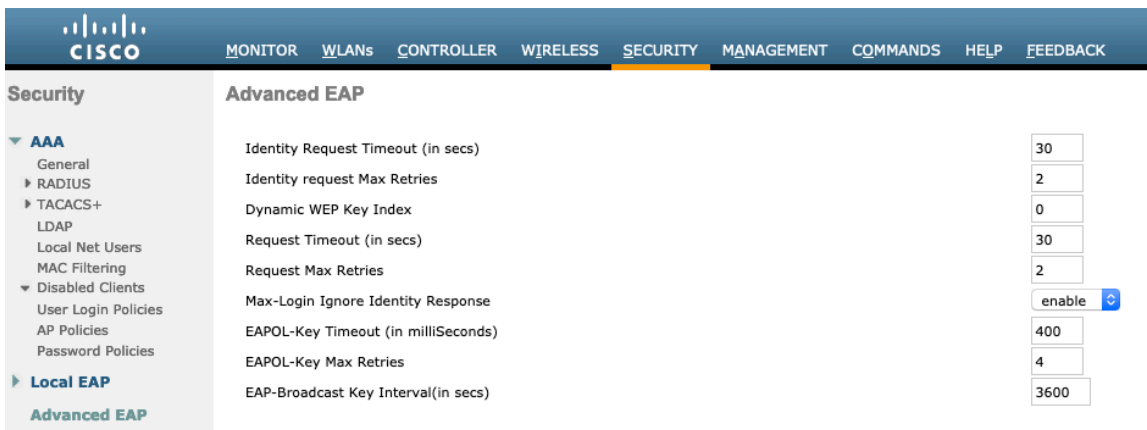 CISCO
MONITOR WLANs CONTROLLER WIRELESS SECURITY MANAGEMENT COMMANDS HELP FEEDBACK
Security
AAA
General
RADIUS
TACACS+
LDAP
Local Net Users
MAC Filtering
Disabled Clients
User Login Policies
AP Policies
Password Policies
Local EAP
Advanced EAP
Advanced EAP
Identity Request Timeout (in secs) 30
Identity request Max Retries 2
Dynamic WEP Key Index 0
Request Timeout (in secs) 30
Request Max Retries 2
Max-Login Ignore Identity Response enable
EAPOL-Key Timeout (in milliSeconds) 400
EAPOL-Key Max Retries 4
EAP-Broadcast Key Interval(in secs) 3600